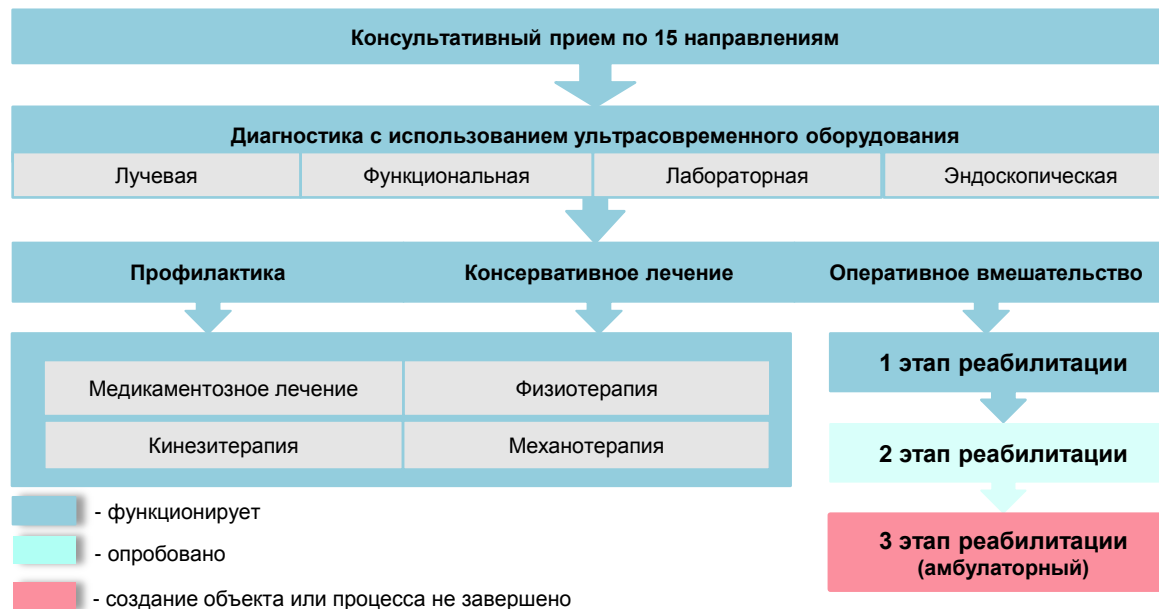 Консультативный прием по 15 направлениям
Диагностика с использованием ультрасовременного оборудования
Лучевая
Функциональная
Лабораторная
Эндоскопическая
Профилактика
Консервативное лечение
Оперативное вмешательство
Медикаментозное лечение
Физиотерапия
Кинезитерапия
Механотерапия
1 этап реабилитации
2 этап реабилитации
3 этап реабилитации
(амбулаторный)
- функционирует
- опробовано
- создание объекта или процесса не завершено